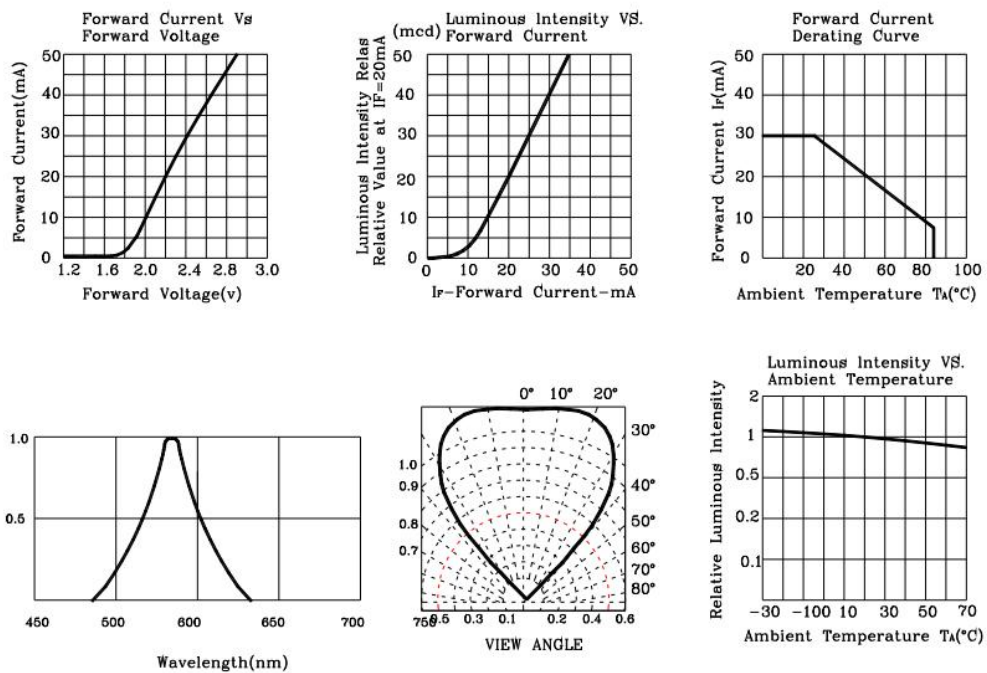 Forward Current Vs
Forward Voltage
Forward Current(mA)
50
40
30
20
10
0
1.2 1.6 2.0 2.4 2.8 3.0
Forward Voltage(v)
(mcd)
Luminous Intensity VS.
Forward Current
Luminous Intensity Relas
Relative Value at IF=20mA
50
40
30
20
10
0
0 10 20 30 40 50
IF-Forward Current-mA
Forward Current
Derating Curve
Forward Current IF(mA)
50
40
30
20
10
0
20 40 60 80 100
Ambient Temperature TA(°C)
1.0
0.5
450 500 600 650 700
Wavelength(nm)
0° 10° 20°
30°
40°
50°
60°
70°
80°
1.0
0.9
0.8
0.7
0.3 0.1 0.2 0.4 0.6
VIEW ANGLE
Luminous Intensity VS.
Ambient Temperature
Relative Luminous Intensity
2
1
0.5
0.2
0.1
-30 -100 10 30 50 70
Ambient Temperature TA(°C)